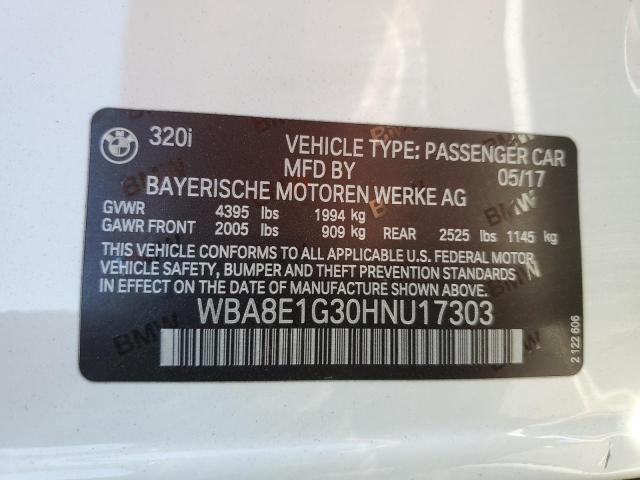 BMW 320i VEHICLE TYPE: PASSENGER CAR
MFD BY 05/17
BAYERISCHE MOTOREN WERKE AG
GVWR 4395 lbs 1994 kg
GAWR FRONT 2005 lbs 909 kg REAR 2525 lbs 1145 kg
THIS VEHICLE CONFORMS TO ALL APPLICABLE U.S. FEDERAL MOTOR
VEHICLE SAFETY, BUMPER, AND THEFT PREVENTION STANDARDS
IN EFFECT ON THE DATE OF MANUFACTURE SHOWN ABOVE.
WBA8E1G30HNU17303
2 122 606